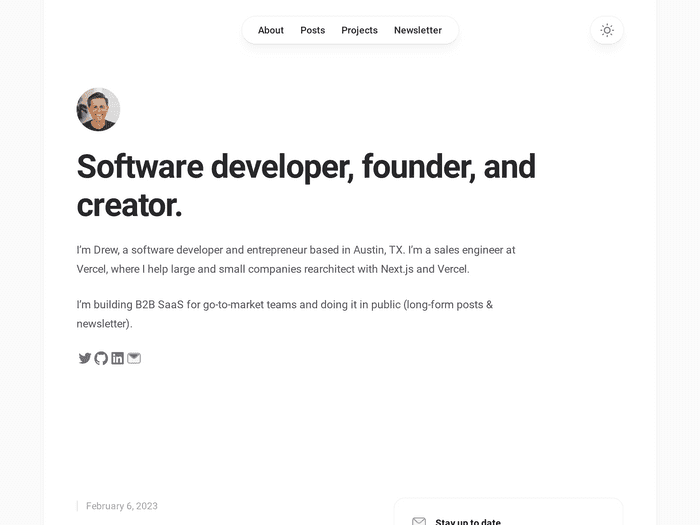 About Posts Projects Newsletter
Software developer, founder, and
creator.
I'm Drew, a software developer and entrepreneur based in Austin, TX. I'm a sales engineer at
Vercel, where I help large and small companies rearchitect with Next.js and Vercel.
I'm building B2B SaaS for go-to-market teams and doing it in public (long-form posts &
newsletter).
February 6, 2023
Stay up to date